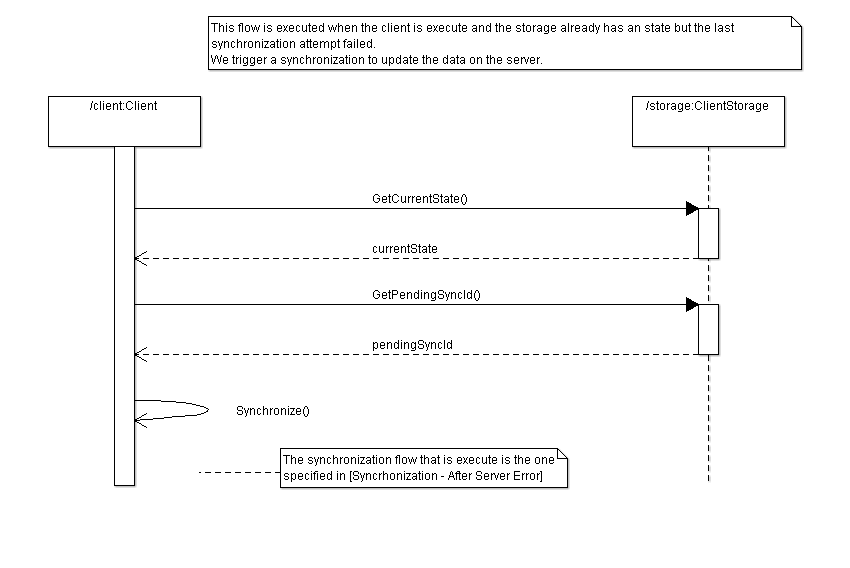 This flow is executed when the client is execute and the storage already has an state but the last
synchronization attempt failed.
We trigger a synchronization to update the data on the server.
/client:Client
/storage:ClientStorage
GetCurrentState()
currentState
GetPendingSyncId()
pendingSyncId
Synchronize()
The synchronization flow that is execute is the one
specified in [Syncrhonization - After Server Error]